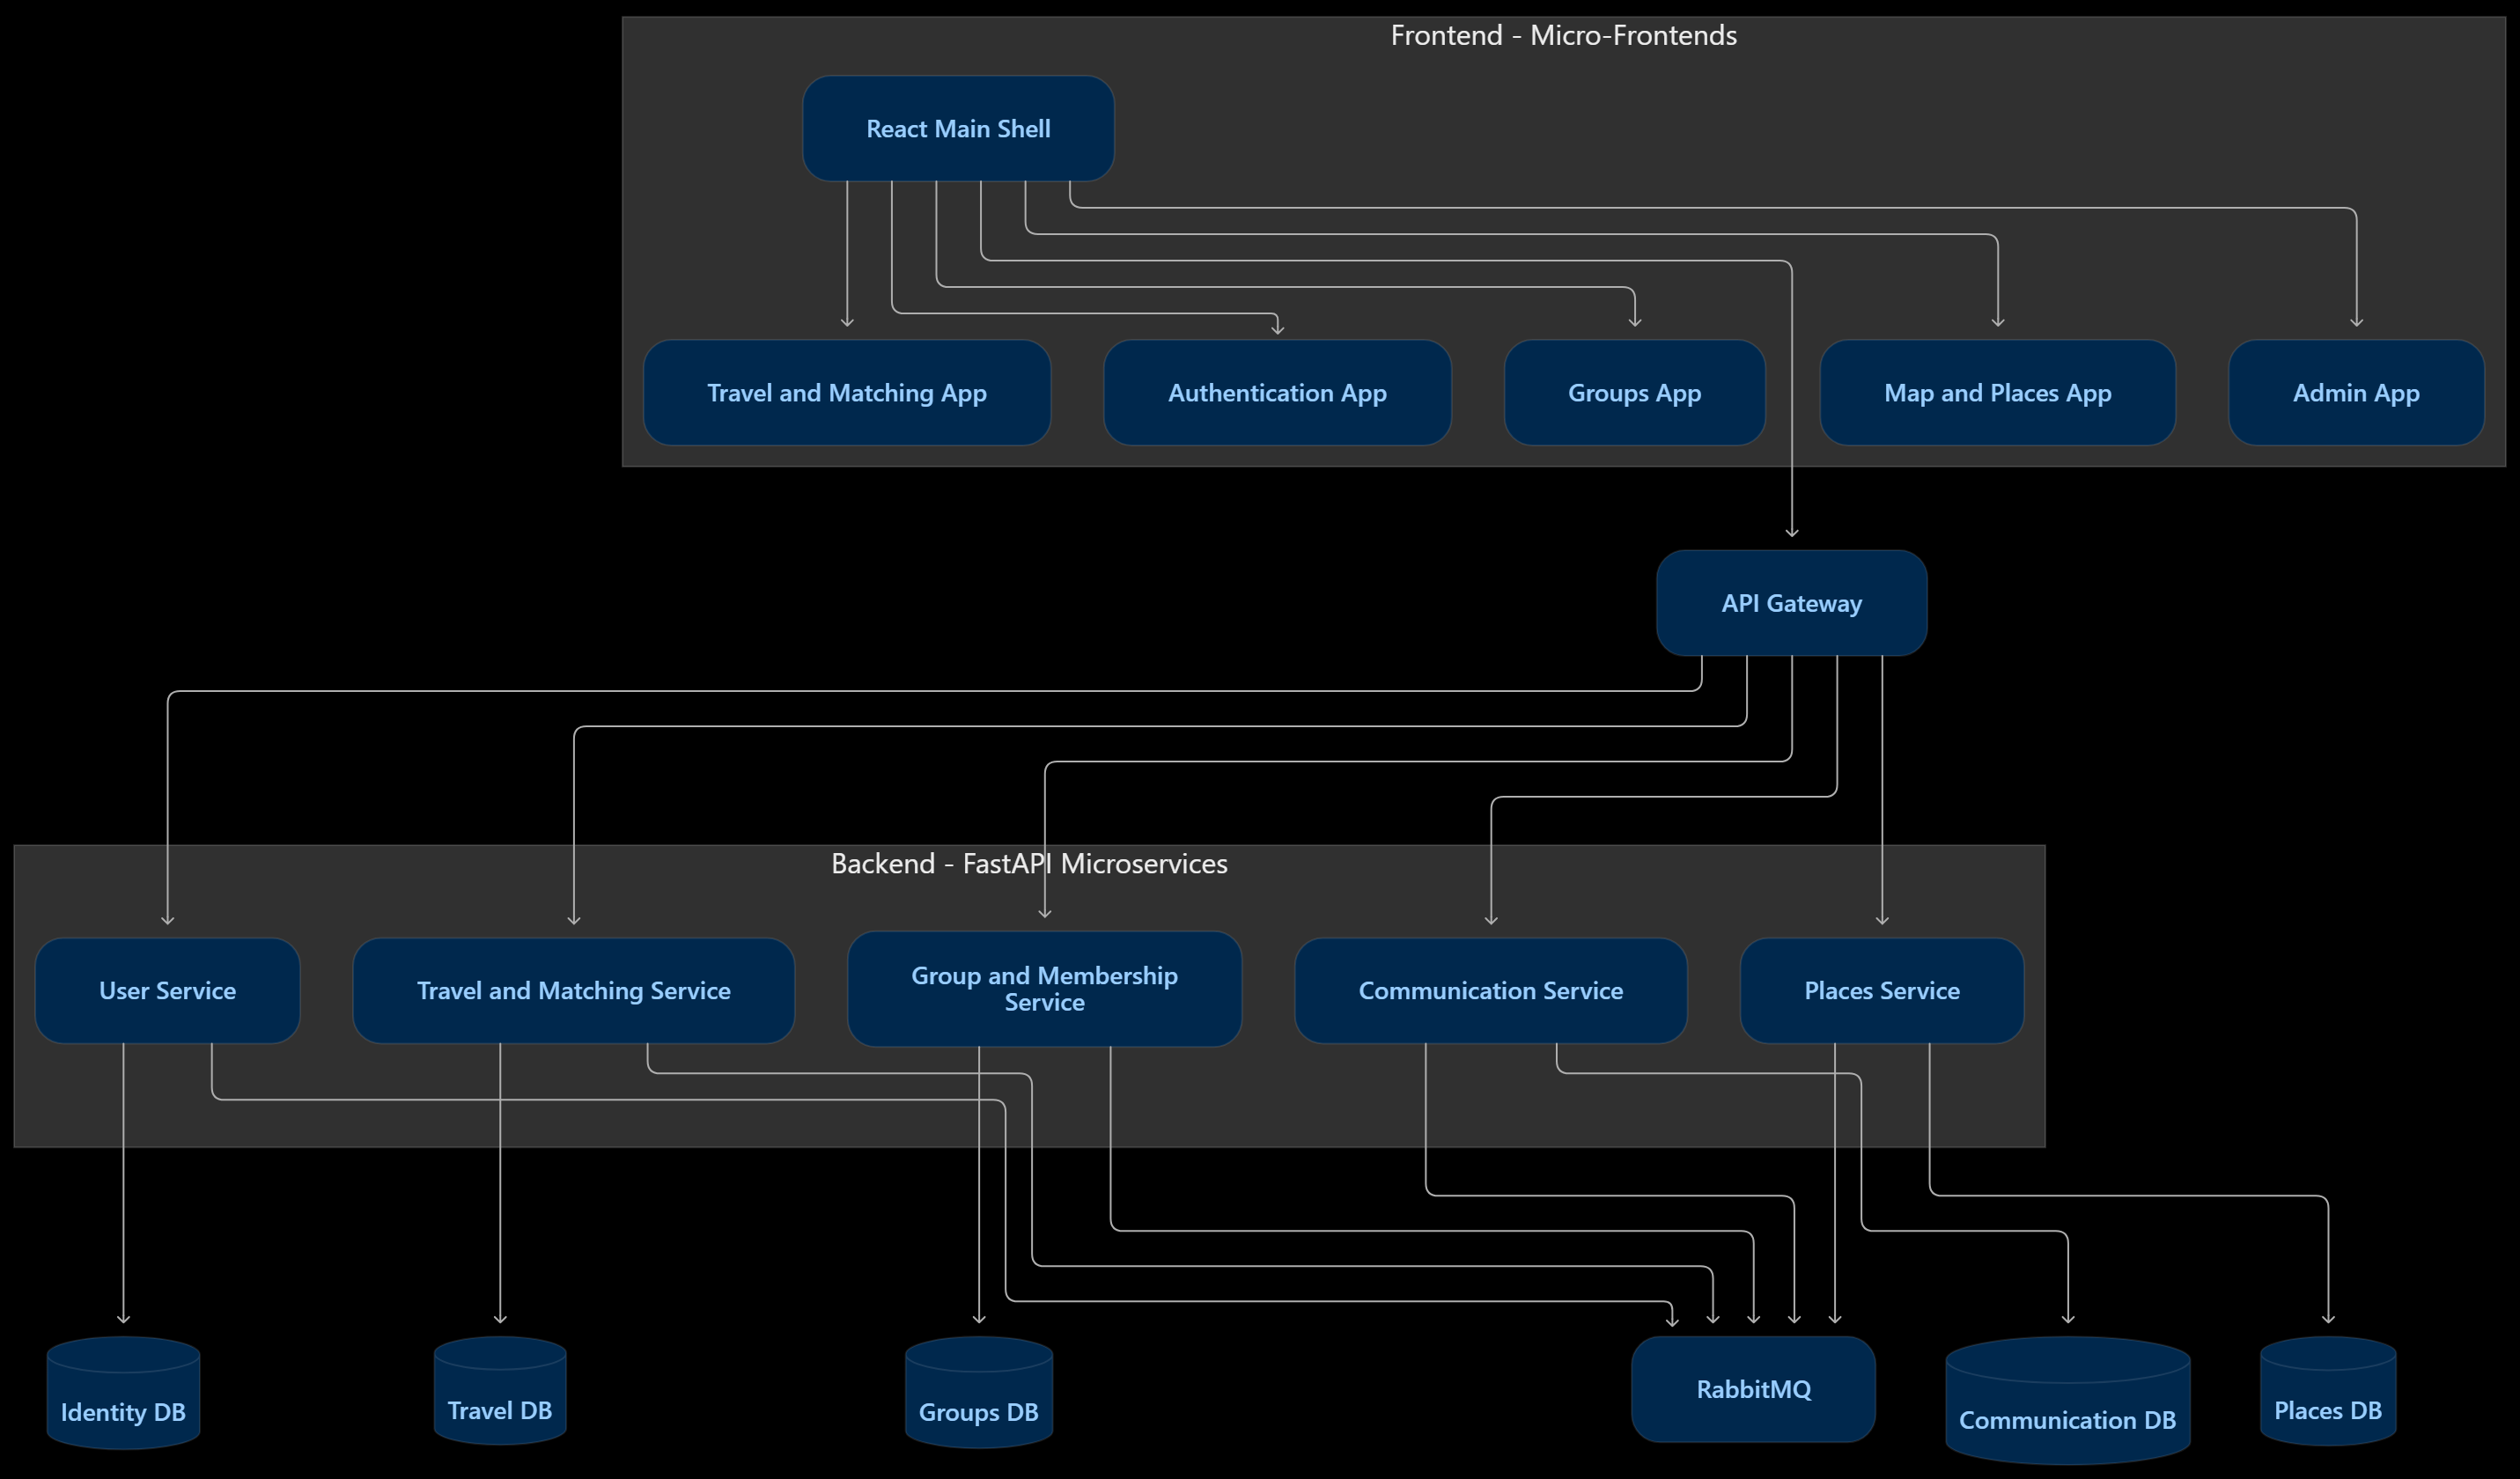 Frontend - Micro-Frontends
React Main Shell
Travel and Matching App
Authentication App
Groups App
Map and Places App
Admin App
API Gateway
Backend - FastAPI Microservices
User Service
Travel and Matching Service
Group and Membership
Service
Communication Service
Places Service
Identity DB
Travel DB
Groups DB
RabbitMQ
Communication DB
Places DB